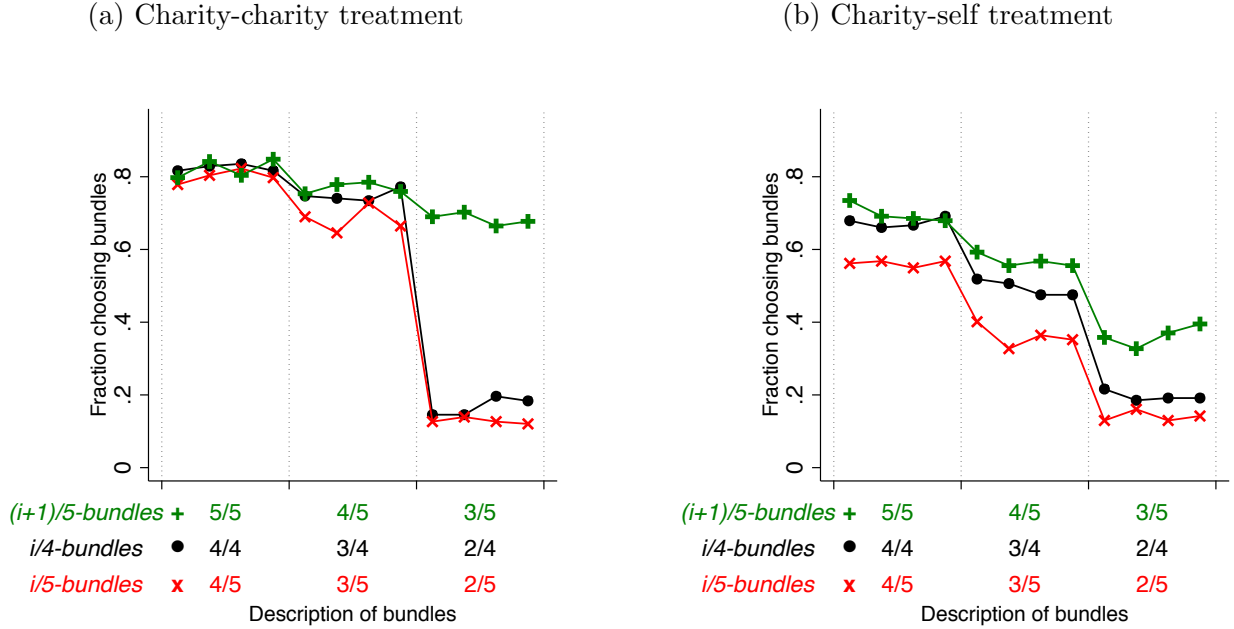 (a) Charity-charity treatment
Fraction choosing bundles
0 .2 .4 .6 .8
(i+1)/5-bundles + 5/5 4/5 3/5
i/4-bundles ● 4/4 3/4 2/4
i/5-bundles x 4/5 3/5 2/5
Description of bundles
(b) Charity-self treatment
Fraction choosing bundles
0 .2 .4 .6 .8
(i+1)/5-bundles + 5/5 4/5 3/5
i/4-bundles ● 4/4 3/4 2/4
i/5-bundles x 4/5 3/5 2/5
Description of bundles